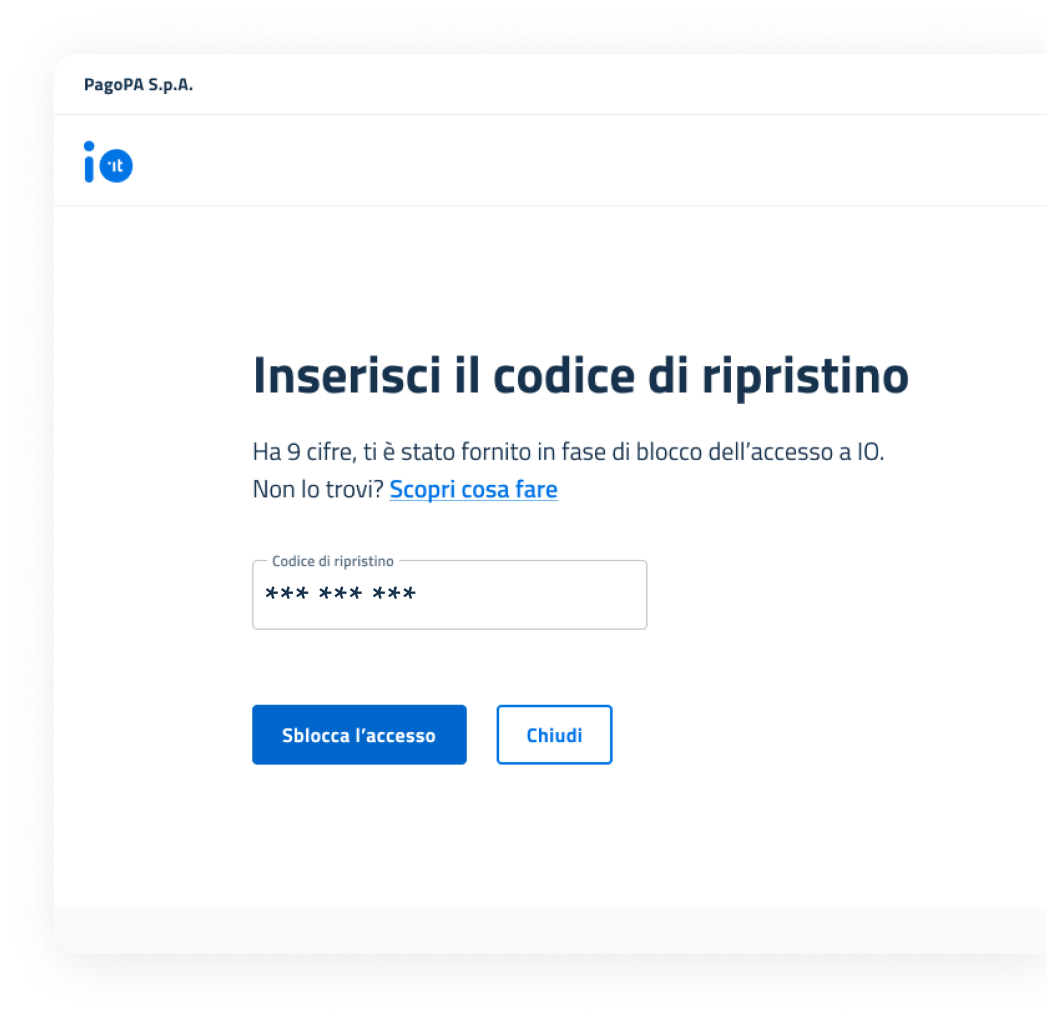 PagoPA S.p.A.
io it
Inserisci il codice di ripristino
Ha 9 cifre, ti è stato fornito in fase di blocco dell’accesso a IO.
Non lo trovi? Scopri cosa fare
Codice di ripristino
*** *** ***
Sblocca l’accesso
Chiudi